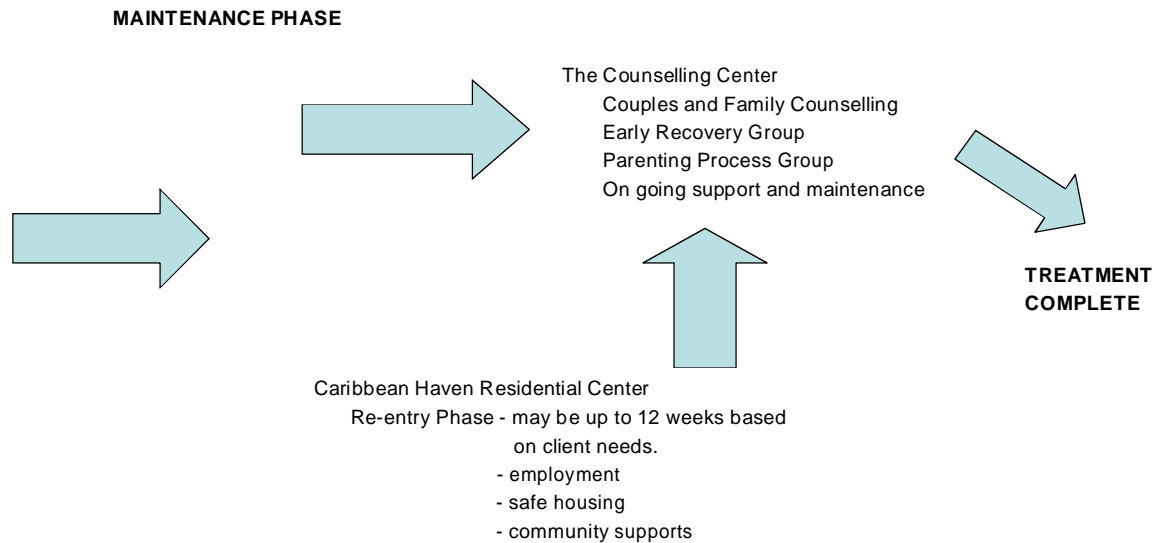 MAINTENANCE PHASE
The Counselling Center
Couples and Family Counselling
Early Recovery Group
Parenting Process Group
On going support and maintenance
TREATMENT
COMPLETE
Caribbean Haven Residential Center
Re-entry Phase - may be up to 12 weeks based
on client needs.
- employment
- safe housing
- community supports